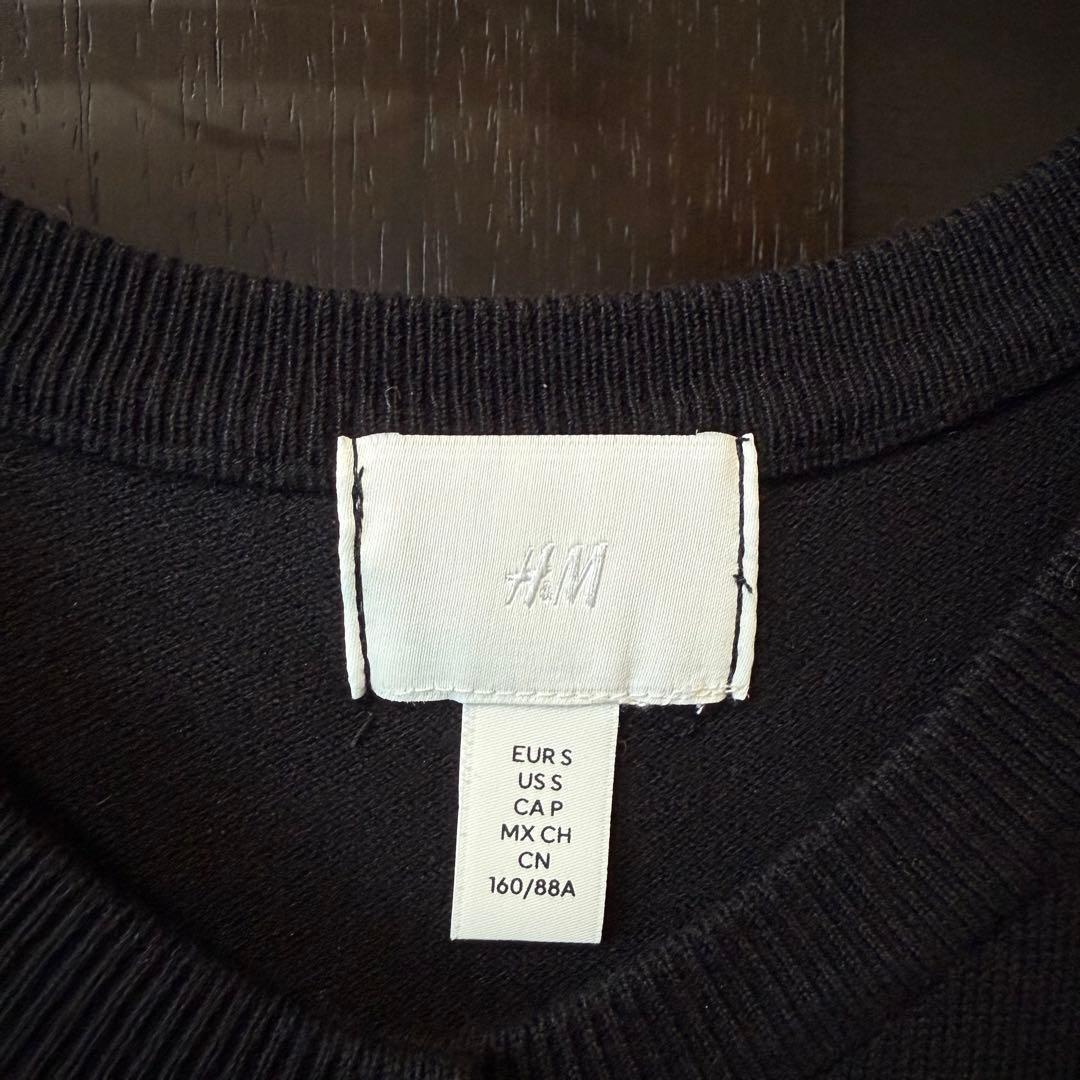 H&M
EUR S
US S
CA P
MX CH
CN
160/88A